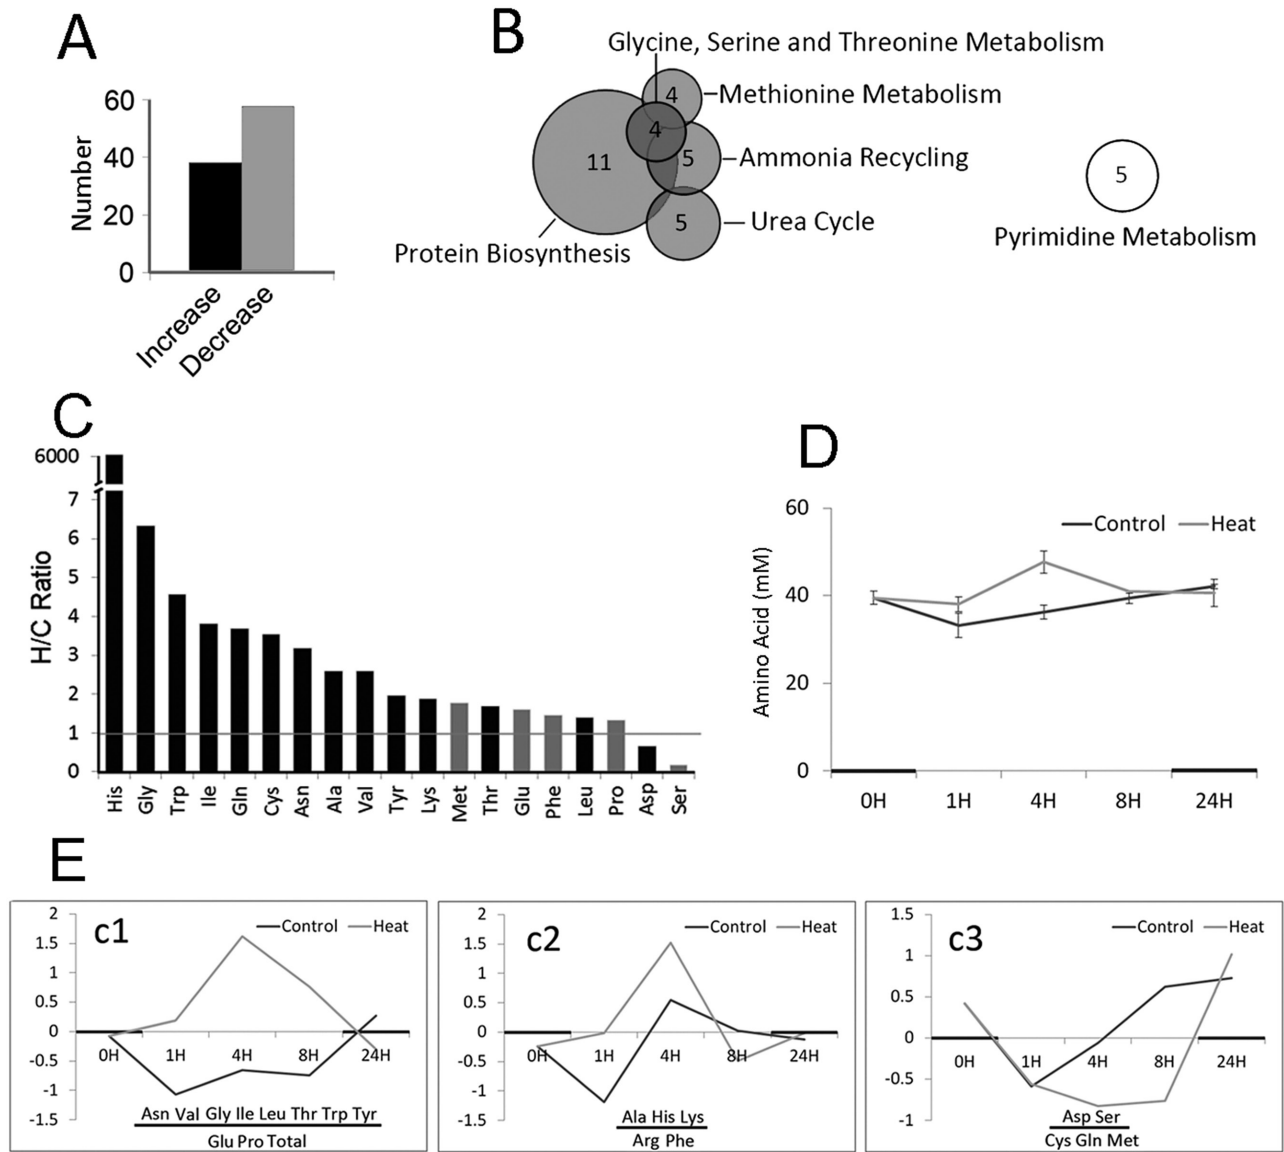 A
Number
60
40
20
0
Increase
Decrease
B
Glycine, Serine and Threonine Metabolism
4
Methionine Metabolism
4
11
5
Ammonia Recycling
5
Urea Cycle
Protein Biosynthesis
5
Pyrimidine Metabolism
C
H/C Ratio
6000
7
6
5
4
3
2
1
0
His Gly Trp Ile Gln Cys Asn Ala Val Tyr Lys Met Thr Glu Phe Leu Pro Asp Ser
D
Amino Acid (mM)
60
40
20
0
Control Heat
0H 1H 4H 8H 24H
E
c1
Control Heat
2
1.5
1
0.5
0
-0.5
-1
-1.5
0H 1H 4H 8H 24H
Asn Val Gly Ile Leu Thr Trp Tyr
Glu Pro Total
c2
Control Heat
2
1.5
1
0.5
0
-0.5
-1
-1.5
0H 1H 4H 8H 24H
Ala His Lys
Arg Phe
c3
Control Heat
1.5
1
0.5
0
-0.5
-1
0H 1H 4H 8H 24H
Asp Ser
Cys Gln Met